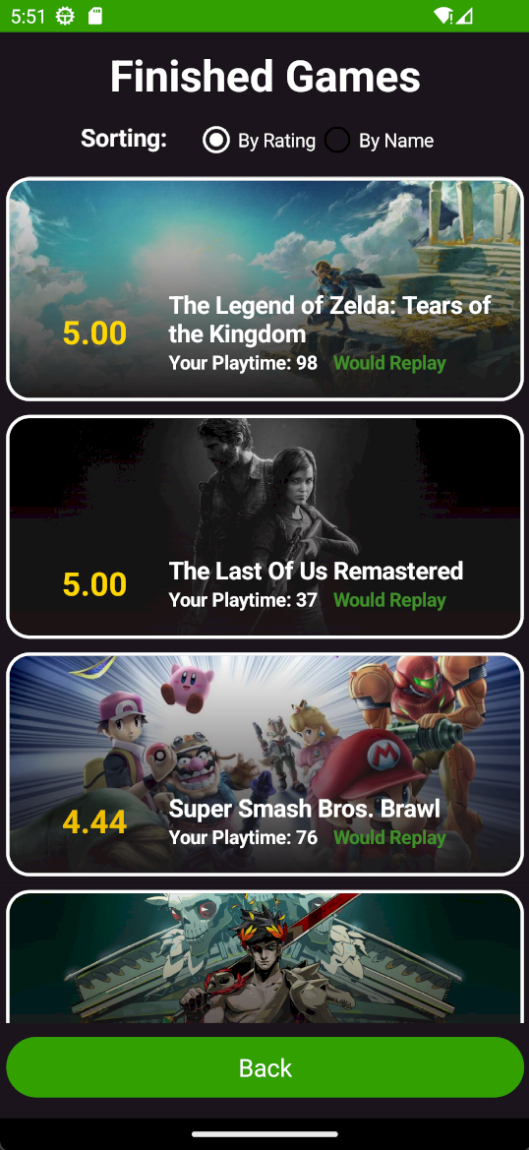 5:51
Finished Games
Sorting: By Rating By Name
The Legend of Zelda: Tears of
the Kingdom
5.00
Your Playtime: 98 Would Replay
The Last Of Us Remastered
5.00
Your Playtime: 37 Would Replay
Super Smash Bros. Brawl
4.44
Your Playtime: 76 Would Replay
Back